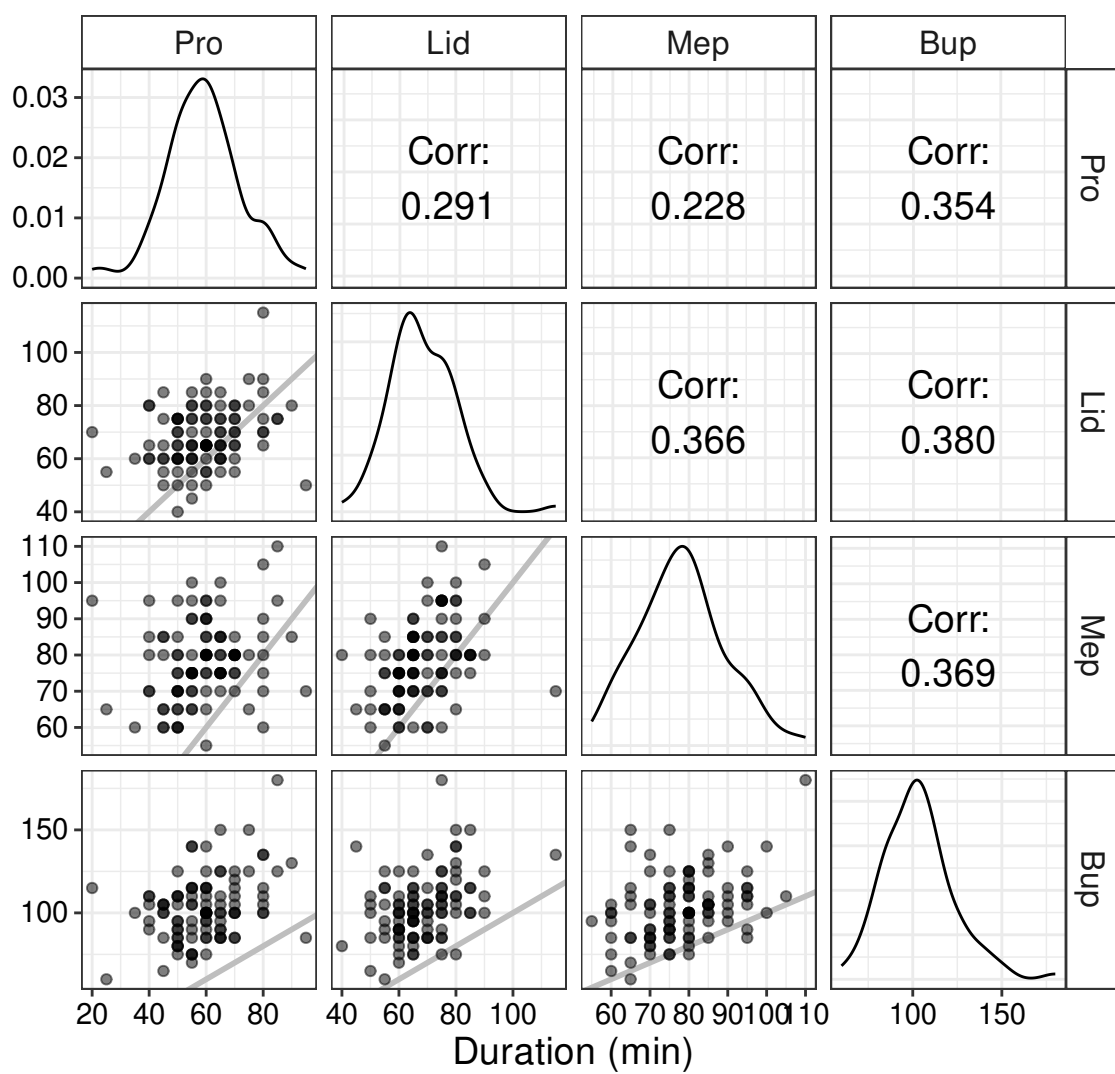 Pro Lid Mep Bup
0.03
0.02
0.01
0.00
Corr:
0.291
Corr:
0.228
Corr:
0.354
Pro
100
80
60
40
Corr:
0.366
Corr:
0.380
Lid
110
100
90
80
70
60
Corr:
0.369
Mep
150
100
Bup
20 40 60 80 40 60 80 100 60 70 80 90 100 110 100 150
Duration (min)